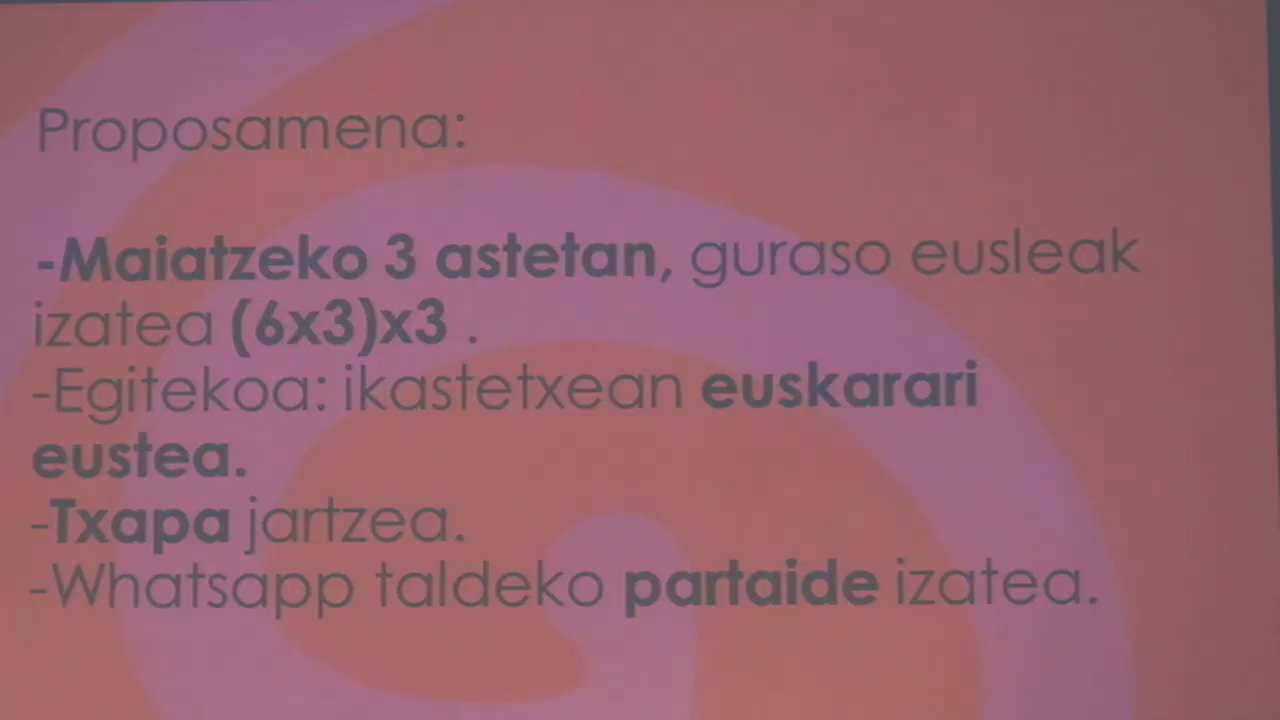 Proposamena:
-Maiatzeko 3 astetan, guraso eusleak
izatea (6x3)x3 .
-Egitekoa: ikastetxean euskarari
eustea.
-Txapa jartzea.
-Whatsapp taldeko partaide izatea.